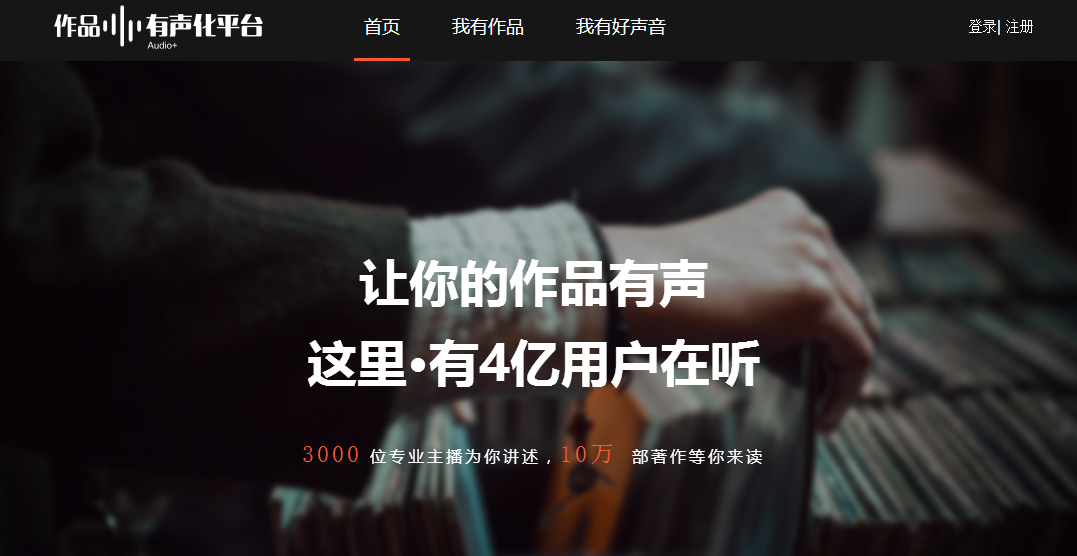 作品有声化平台
Audio+
首页 我有作品 我有好声音 登录| 注册
让你的作品有声
这里•有4亿用户在听
3000 位专业主播为你讲述，10万 部著作等你来读